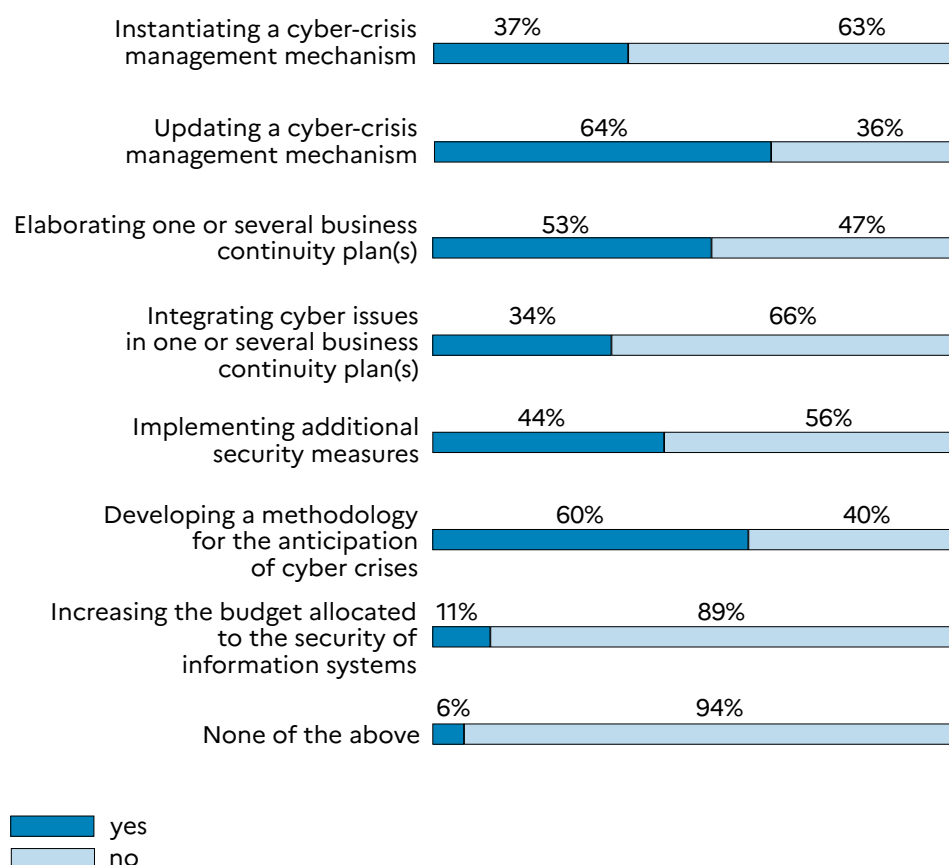 Instantiating a cyber-crisis
management mechanism
37%
63%
Updating a cyber-crisis
management mechanism
64%
36%
Elaborating one or several business
continuity plan(s)
53%
47%
Integrating cyber issues
in one or several business
continuity plan(s)
34%
66%
Implementing additional
security measures
44%
56%
Developing a methodology
for the anticipation
of cyber crises
60%
40%
Increasing the budget allocated
to the security of
information systems
11%
89%
None of the above
6%
94%
yes
no